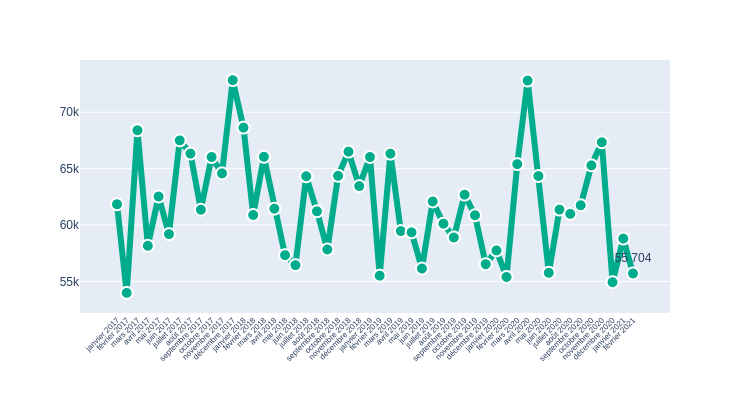 70k
65k
60k
55k
55,704
janvier 2017
février 2017
mars 2017
avril 2017
mai 2017
juin 2017
juillet 2017
août 2017
septembre 2017
octobre 2017
novembre 2017
décembre 2017
janvier 2018
février 2018
mars 2018
avril 2018
mai 2018
juin 2018
juillet 2018
août 2018
septembre 2018
octobre 2018
novembre 2018
décembre 2018
janvier 2019
février 2019
mars 2019
avril 2019
mai 2019
juin 2019
juillet 2019
août 2019
septembre 2019
octobre 2019
novembre 2019
décembre 2019
janvier 2020
février 2020
mars 2020
avril 2020
mai 2020
juin 2020
juillet 2020
août 2020
septembre 2020
octobre 2020
novembre 2020
décembre 2020
janvier 2021
février 2021